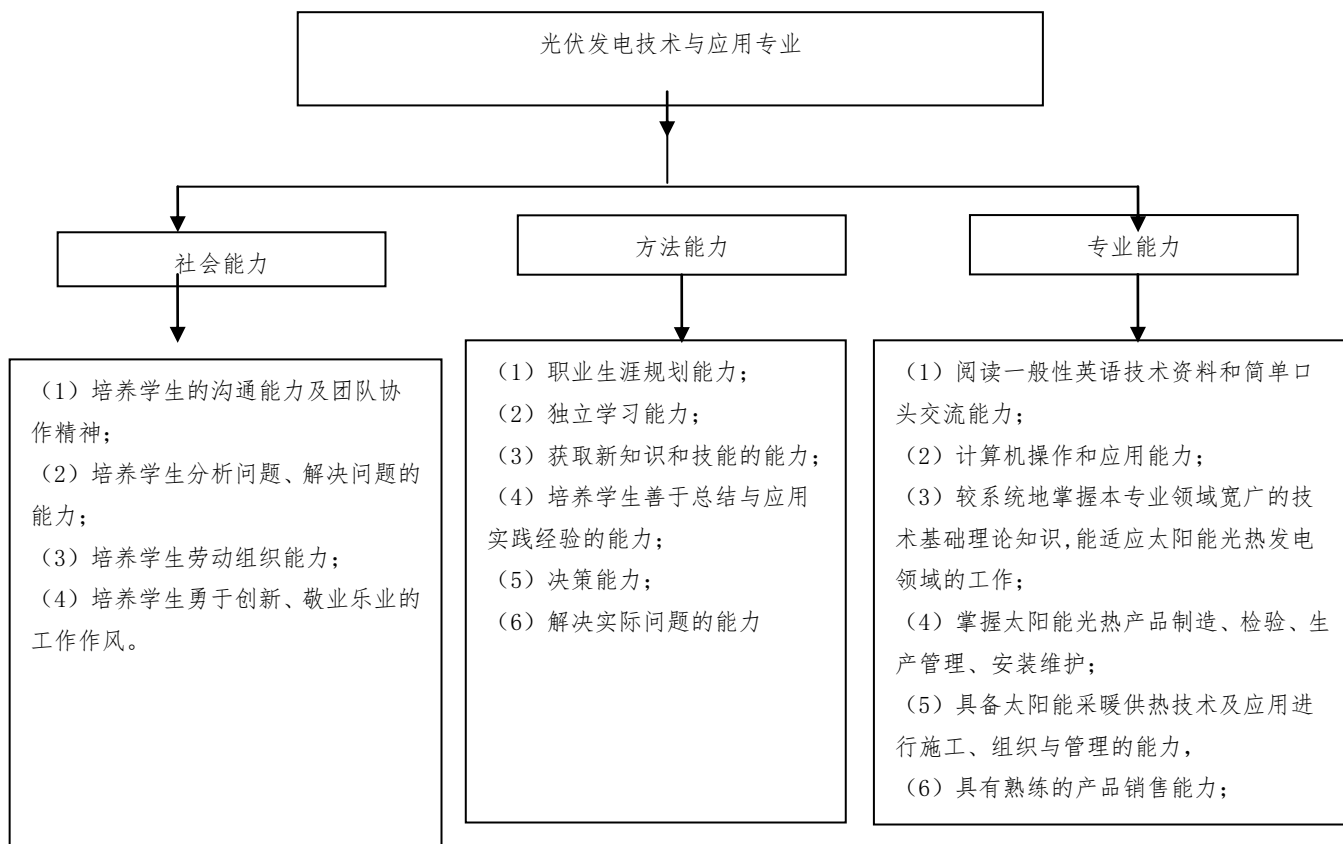 光伏发电技术与应用专业
社会能力
方法能力
专业能力
（1）培养学生的沟通能力及团队协
作精神；
（2）培养学生分析问题、解决问题的
能力；
（3）培养学生劳动组织能力；
（4）培养学生勇于创新、敬业乐业的
工作作风。
（1）职业生涯规划能力；
（2）独立学习能力；
（3）获取新知识和技能的能力；
（4）培养学生善于总结与应用
实践经验的能力；
（5）决策能力；
（6）解决实际问题的能力
（1）阅读一般性英语技术资料和简单口
头交流能力；
（2）计算机操作和应用能力；
（3）较系统地掌握本专业领域宽广的技
术基础理论知识,能适应太阳能光热发电
领域的工作；
（4）掌握太阳能光热产品制造、检验、生
产管理、安装维护；
（5）具备太阳能采暖供热技术及应用进
行施工、组织与管理的能力，
（6）具有熟练的产品销售能力；